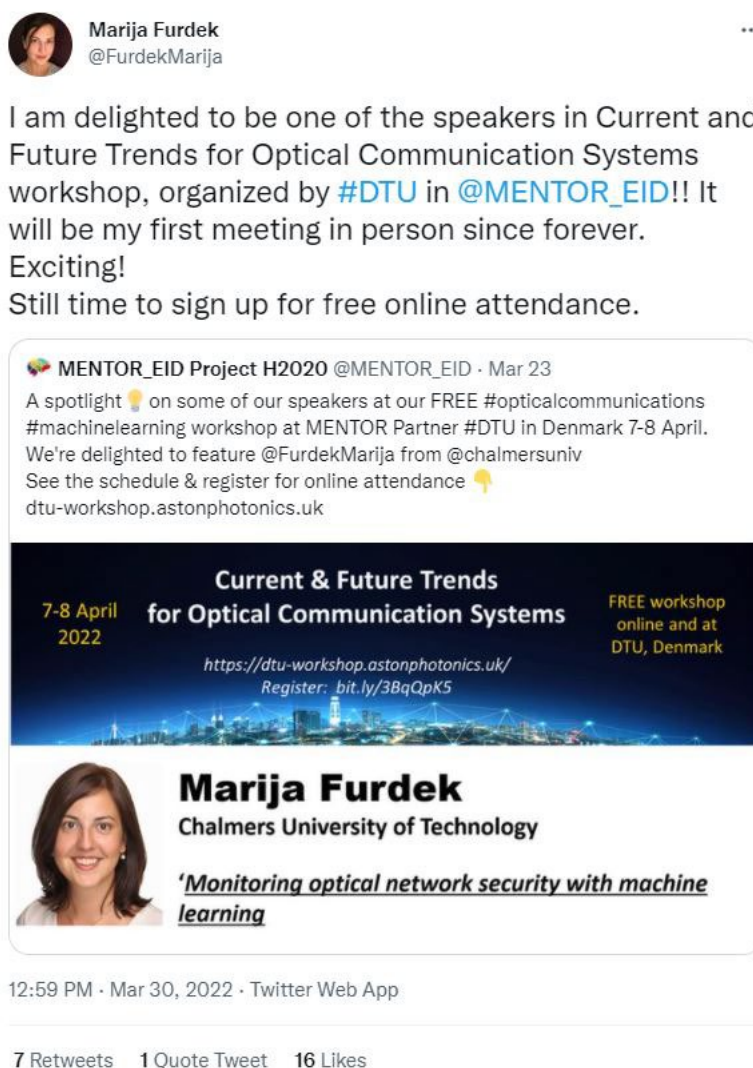 Marija Furdek
@FurdekMarija
I am delighted to be one of the speakers in Current and
Future Trends for Optical Communication Systems
workshop, organized by #DTU in @MENTOR_EID!! It
will be my first meeting in person since forever.
Exciting!
Still time to sign up for free online attendance.
MENTOR_EID Project H2020 @MENTOR_EID · Mar 23
A spotlight💡 on some of our speakers at our FREE #opticalcommunications
#machinelearning workshop at MENTOR Partner #DTU in Denmark 7-8 April.
We're delighted to feature @FurdekMarija from @chalmersuniv
See the schedule & register for online attendance 👇
dtu-workshop.astonphotonics.uk
7-8 April
2022
Current & Future Trends
for Optical Communication Systems
https://dtu-workshop.astonphotonics.uk/
Register: bit.ly/3BqQpK5
FREE workshop
online and at
DTU, Denmark
Marija Furdek
Chalmers University of Technology
‘Monitoring optical network security with machine
learning
12:59 PM · Mar 30, 2022 · Twitter Web App
7 Retweets 1 Quote Tweet 16 Likes